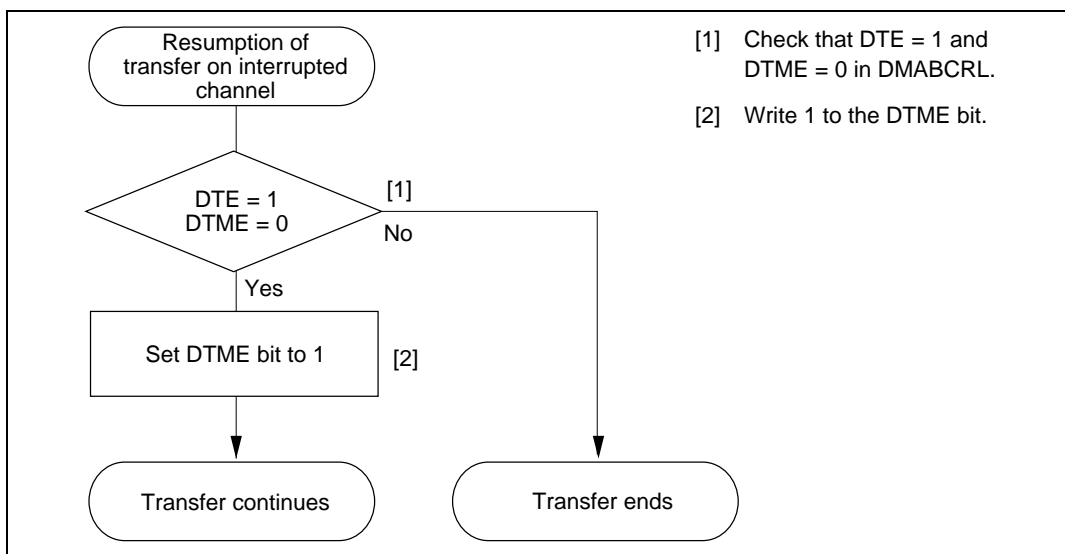 Resumption of
transfer on interrupted
channel
[1] Check that DTE = 1 and
DTME = 0 in DMABCRL.
[2] Write 1 to the DTME bit.
DTE = 1
DTME = 0
[1]
No
Yes
Set DTME bit to 1
[2]
Transfer continues
Transfer ends